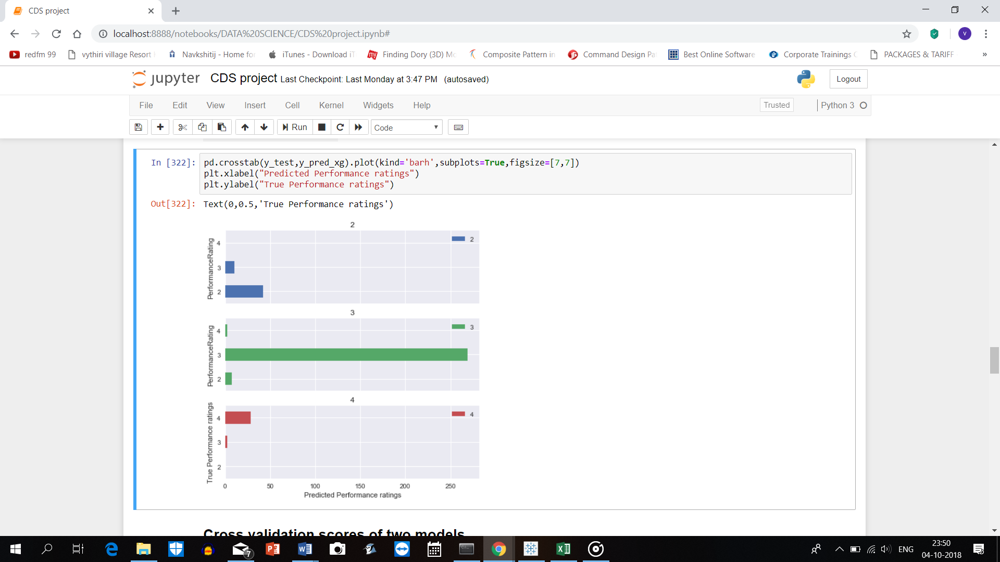 CDS project
localhost:8888/notebooks/DATA%20SCIENCE/CDS%20project.ipynb#
V
redfm 99
vythiri village Resort
Navkshitij - Home fo
iTunes - Download iT
my
Finding Dory (3D) Mo
Composite Pattern in
Command Design Pa
Best Online Software
Corporate Trainings
PACKAGES & TARIFF
»
jupyter
CDS project Last Checkpoint: Last Monday at 3:47 PM (autosaved)
Logout
File Edit View Insert Cell Kernel Widgets Help
Trusted
Python 3
Run
Code
In [322]:
pd.crosstab(y_test,y_pred_xg).plot(kind='barh',subplots=True,figsize=[7,7])
plt.xlabel("Predicted Performance ratings")
plt.ylabel("True Performance ratings")
Out[322]:
Text(0,0.5,'True Performance ratings')
2
PerformanceRating
4
3
2
2
3
PerformanceRating
4
3
2
3
4
True Performance ratings
4
3
2
4
0 50 100 150 200 250
Predicted Performance ratings
Cross validation scores of two models
7
ENG
23:50
04-10-2018